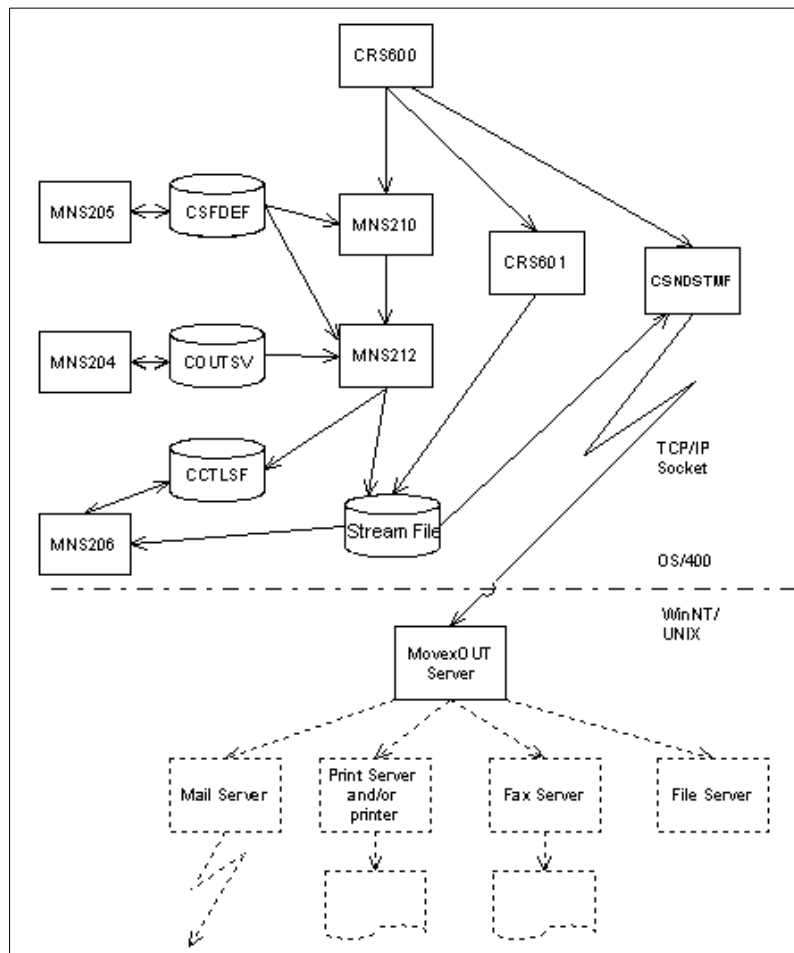 CRS600
MNS205
CSFDEF
MNS210
CRS601
CSNDSTMF
MNS204
COUTSV
MNS212
TCP/IP
Socket
CCTLSF
MNS206
Stream File
OS/400
WinNT/
UNIX
MovexOUT
Server
Mail Server
Print Server
and/or
printer
Fax Server
File Server